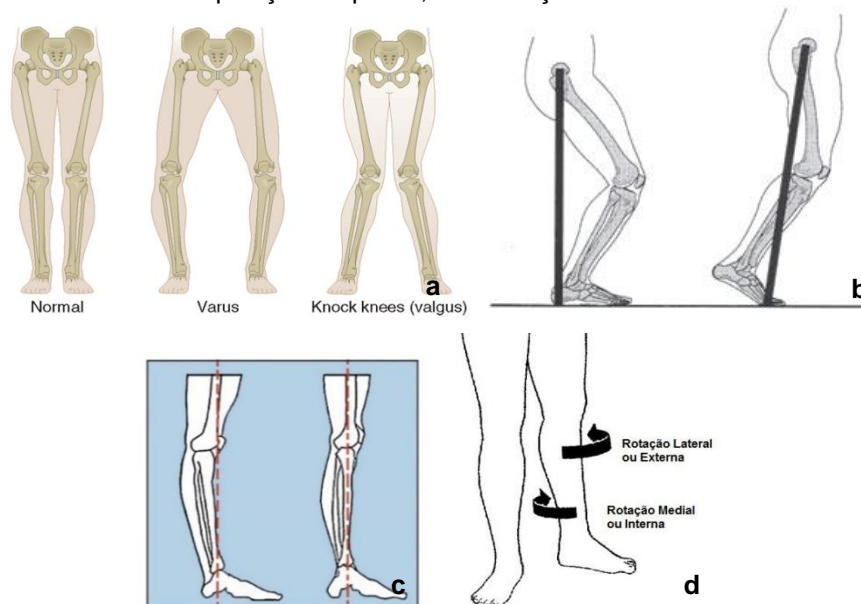 Normal
Varus
Knock knees (valgus)
a
b
c
Rotação Lateral
ou Externa
Rotação Medial
ou Interna
d